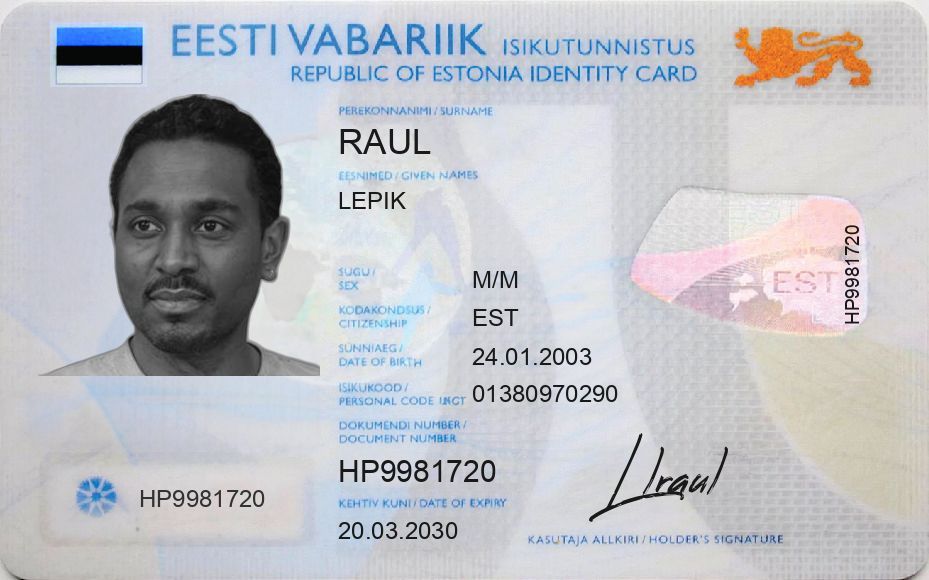 EESTI VABARIIK ISIKUTUNNISTUS
REPUBLIC OF ESTONIA IDENTITY CARD
PEREKONNANIMI / SURNAME
RAUL
EESNIMED / GIVEN NAMES
LEPIK
SUGU /
SEX
M/M
KODAKONDSUS /
CITIZENSHIP
EST
SÜNNIAEG /
DATE OF BIRTH
24.01.2003
ISIKUKOOD /
PERSONAL CODE
01380970290
DOKUMENDI NUMBER /
DOCUMENT NUMBER
HP9981720
KEHTIV KUNI / DATE OF EXPIRY
20.03.2030
HP9981720
EST
HP9981720
KASUTAJA ALLKIRI / HOLDER'S SIGNATURE